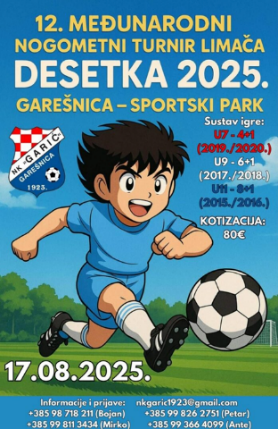 12. MEĐUNARODNI
NOGOMETNI TURNIR LIMAČA
DESETKA 2025.
GAREŠNICA – SPORTSKI PARK
Sustav igre:
U7 - 4+1
(2019./2020.)
U9 - 6+1
(2017./2018.)
U11 - 8+1
(2015./2016.)
KOTIZACIJA:
80€
NK "GARIĆ"
GAREŠNICA
1923.
17.08.2025.
Informacije i prijave: nkgaric1923@gmail.com
+385 98 718 211 (Bojan) +385 99 826 2751 (Petar)
+385 99 811 3434 (Mirko) +385 99 366 4099 (Ante)